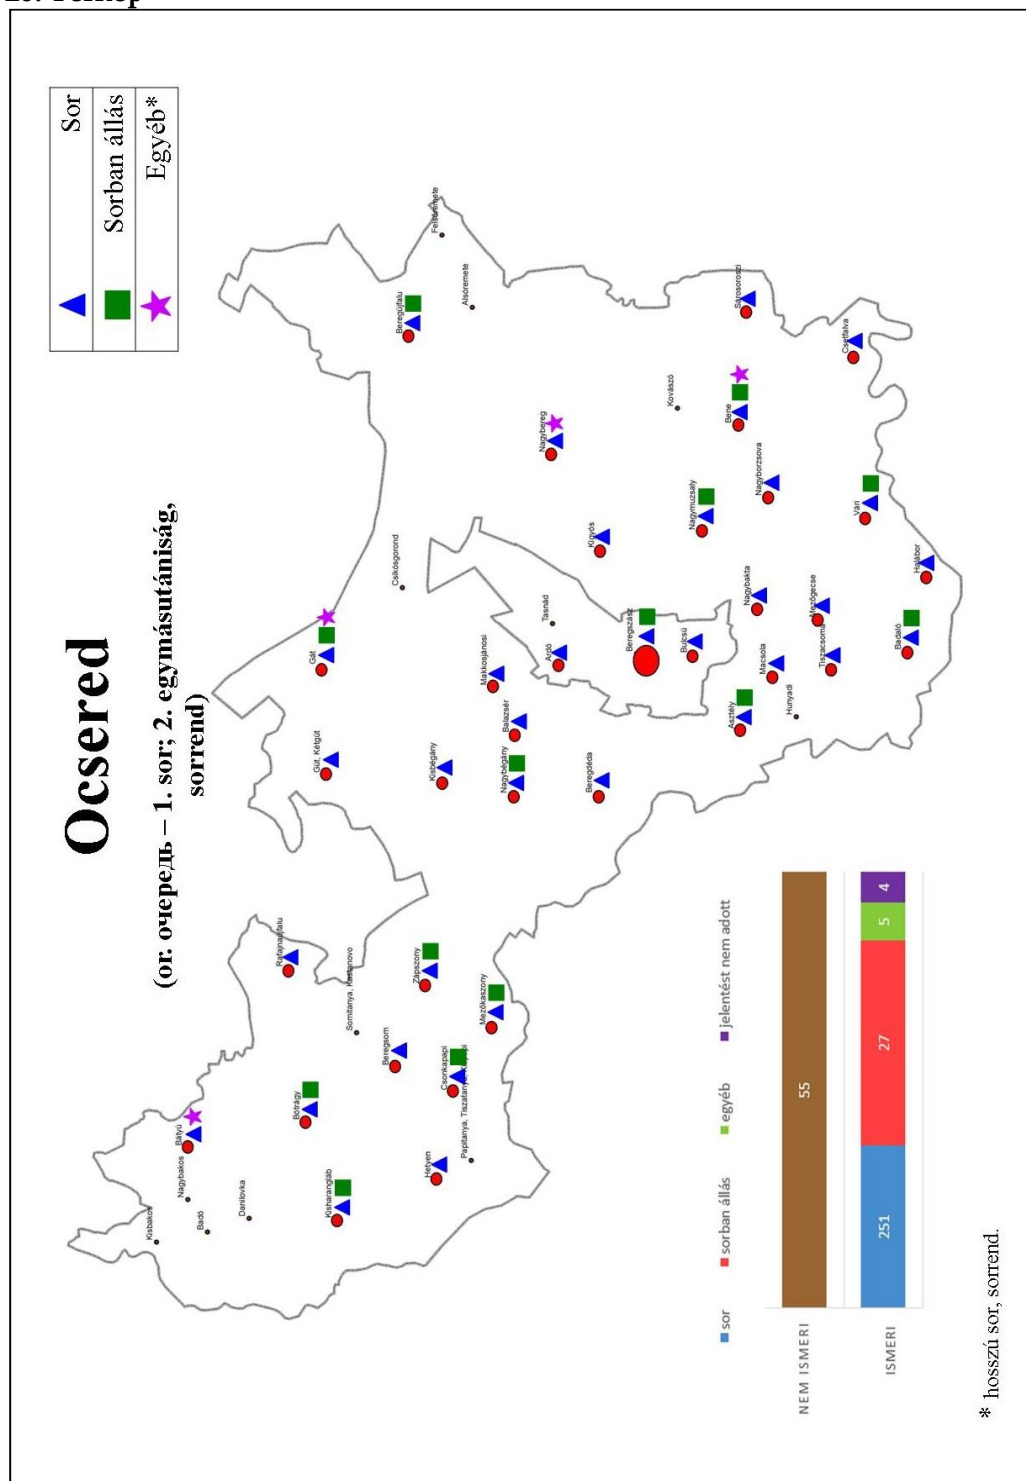 Ocsered
(or. очередь – 1. sor; 2. egymásutániság,
sorrend)
Sor
Sorban állás
Egyéb*
Kisbakos
Nagybakos
Badó
Danilovka
Bátyú
Bótrágy
Kisharangláb
Rafajnaújfalu
Beregsom
Zápszony
Csonkapapi
Hetyen
Mezőkaszony
Gút, Kétgút
Gát
Kisbégány
Nagybégány
Balazsér
Makkosjánosi
Beregdéda
Csikósgorond
Tasnád
Ardó
Beregszász
Bulcsú
Kígyós
Nagybereg
Beregújfalu
Felsőremete
Alsóremete
Kovászó
Nagymuzsaly
Bene
Nagyborzsova
Sárosoroszi
Csetfalva
Vári
Halábor
Badaló
Nagybakta
Mezőgecse
Macsola
Tiszacsoma
Hunyadi
Asztély
sor
sorban állás
egyéb
jelentést nem adott
NEM ISMERI
55
ISMERI
251
27
5
4
* hosszú sor, sorrend.